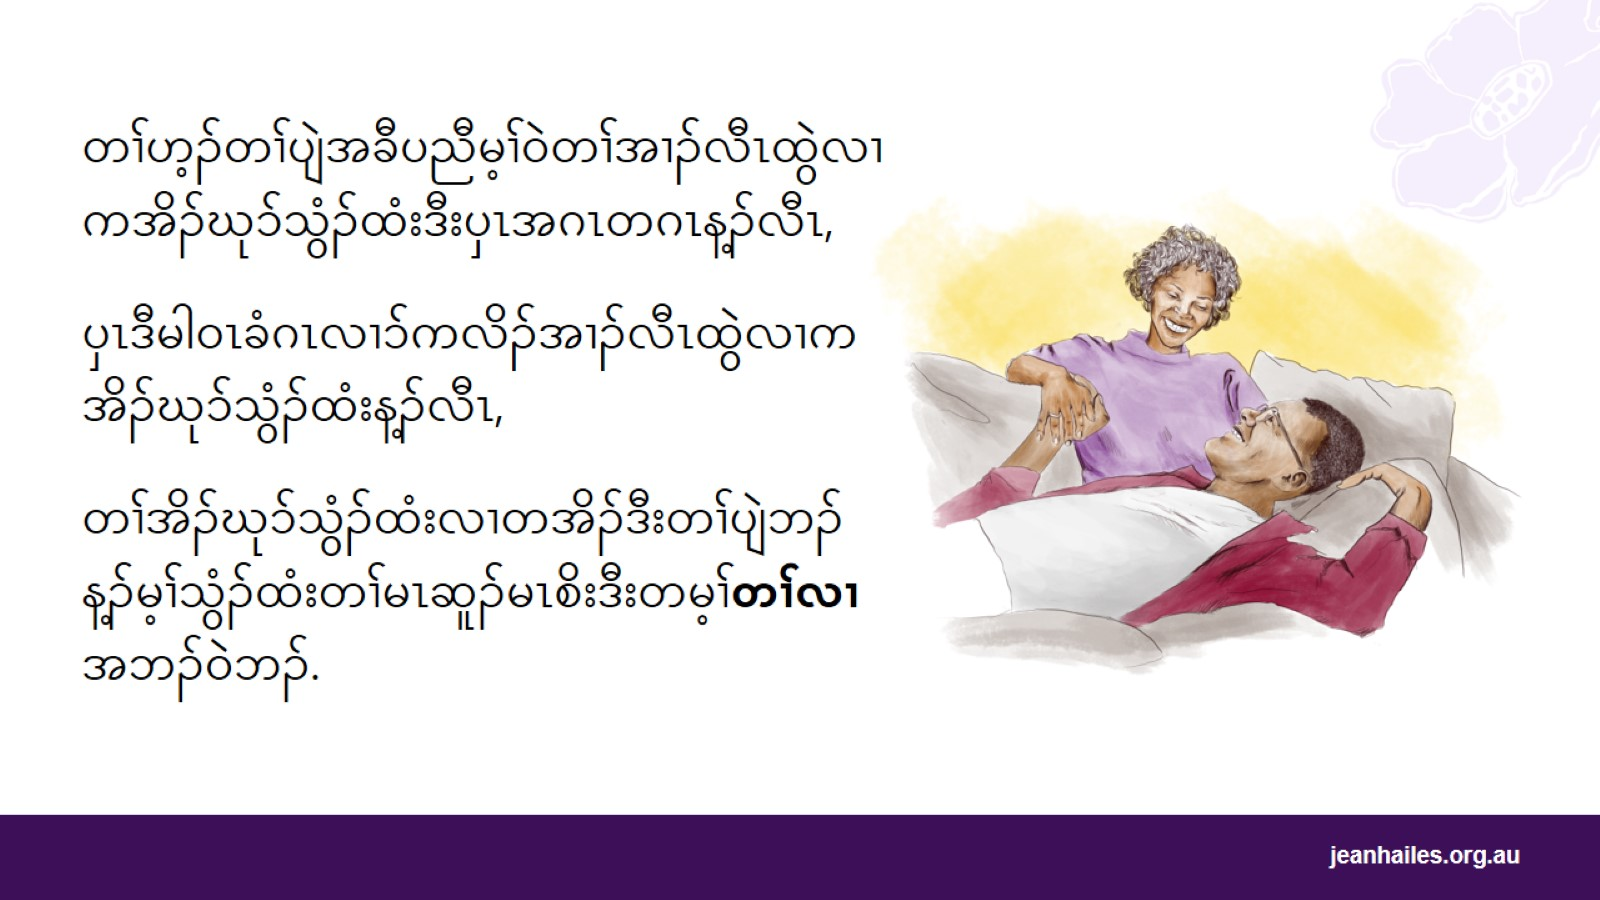 တၢ်ဟ့ၣ်တၢ်ပျဲအခီပညီမ့ၢ်ဝဲတၢ်အၢၣ်လီၤထွဲလၢ
ကအိၣ်ဃုာ်သွံၣ်ထံးဒီးပှၤအဂၤတဂၤန့ၣ်လီၤ,
ပှၤဒီမါဝၤခံဂၤလၢာ်ကလိၣ်အၢၣ်လီၤထွဲလၢက
အိၣ်ဃုာ်သွံၣ်ထံးန့ၣ်လီၤ,
တၢ်အိၣ်ဃုာ်သွံၣ်ထံးလၢတအိၣ်ဒီးတၢ်ပျဲဘၣ်
န့ၣ်မ့ၢ်သွံၣ်ထံးတၢ်မၤဆူၣ်မၤစိးဒီးတမ့ၢ်တၢ်လၢ
အဘၣ်ဝဲဘၣ်.
jeanhailes.org.au